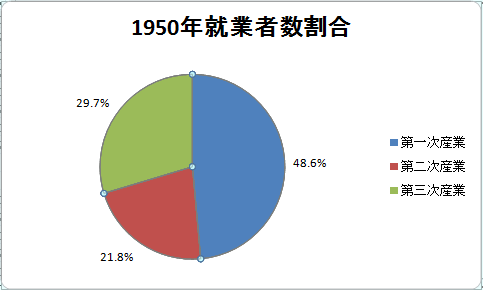 1950年就業者数割合
29.7%
48.6%
21.8%
第一次産業
第二次産業
第三次産業